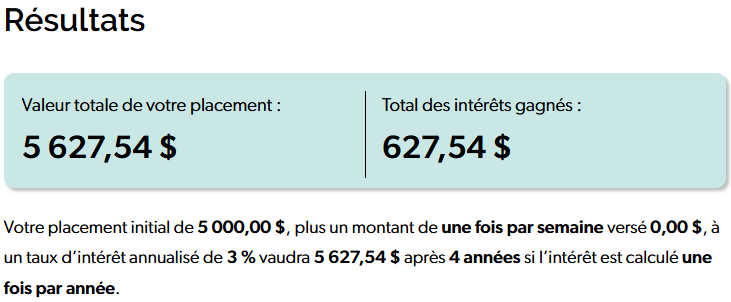 Résultats
Valeur totale de votre placement :
5 627,54 $
Total des intérêts gagnés :
627,54 $
Votre placement initial de 5 000,00 $, plus un montant de une fois par semaine versé 0,00 $, à
un taux d’intérêt annualisé de 3 % vaudra 5 627,54 $ après 4 années si l’intérêt est calculé une
fois par année.